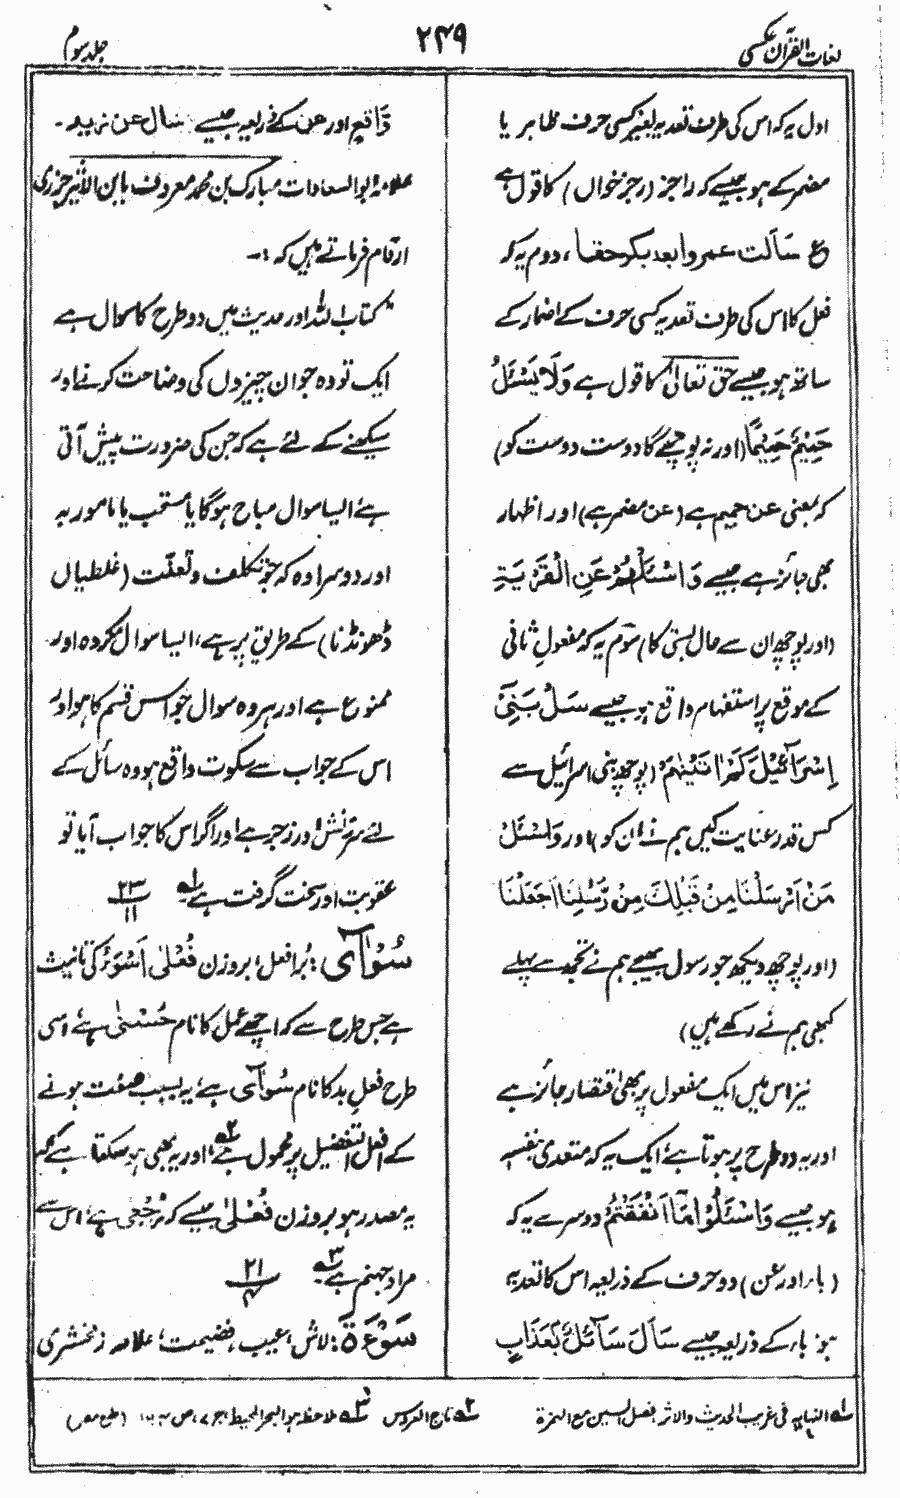 لغات القرآن عکسی
۲۴۹
جلد سوم
اول یہ کہ اس کی طرف تعدیہ بغیر کسی حرف ظاہر یا
مضمر کے ہو جیسے کہ راجز (رجز خواں) کا قول ہے
ع سألت عمروا بعد بکر حفا، دوم یہ کہ
فعل کا اس کی طرف تعدیہ کسی حرف کے اضمار کے
ساتھ ہو جیسے حق تعالیٰ کا قول ہے وَلَا یَسْئَلُ
حَمِیْمٌ حَمِیْمًا (اور نہ پوچھے گا دوست دوست کو)
کہ بمعنی عن حمیم ہے (عن مضمر ہے) اور اظہار
بھی جائز ہے جیسے وَاسْئَلْهُمْ عَنِ الْقَرْیَةِ
(اور پوچھ ان سے حال بستی کا) سوم یہ کہ مفعولِ ثانی
کے موقع پر استفہام واقع ہو جیسے سَلْ بَنِیْ
اِسْرَآئِیْلَ کَمْ اٰتَیْنٰهُمْ (پوچھ بنی اسرائیل سے
کس قدر عنایت کیں ہم نے ان کو) اور وَاسْئَلْ
مَنْ اَرْسَلْنَا مِنْ قَبْلِكَ مِنْ رُّسُلِنَا اَجَعَلْنَا
(اور پوچھ دیکھ جو رسول بھیجے ہم نے تجھ سے پہلے
کبھی ہم نے رکھے ہیں)
نیز اس میں ایک مفعول پر بھی اقتصار جائز ہے
اور یہ دو طرح پر ہوتا ہے، ایک یہ کہ متعدی بنفسہ
ہو جیسے وَاسْئَلُوْا مَآ اَنْفَقْتُمْ دوسرے یہ کہ
(باء اور عن) دو حرف کے ذریعہ اس کا تعدیہ
ہو باء کے ذریعہ جیسے سَاَلَ سَآئِلٌ بِعَذَابٍ
وَّاقِعٍ اور عن کے ذریعہ جیسے سال عن زید۔
علامہ ابوالسعادات مبارک بن محمد معروف بابن الاثیر جزری
ارقام فرماتے ہیں کہ :-
"کتاب اللہ اور حدیث میں دو طرح کا سوال ہے
ایک تو وہ جو ان چیزوں کی وضاحت کرنے اور
سیکھنے کے لئے ہے کہ جن کی ضرورت پیش آتی
ہے ایسا سوال مباح ہوگا یا مستحب یا مامور بہ
اور دوسرا وہ کہ جو تکلف و تعنّت (غلطیاں
ڈھونڈنا) کے طریق پر ہے، ایسا سوال مکروہ اور
ممنوع ہے اور ہر وہ سوال جو اس قسم کا ہو اور
اس کے جواب سے سکوت واقع ہو وہ سائل کے
لئے سرزنش اور زجر ہے اور اگر اس کا جواب آیا تو
عقوبت اور سخت گرفت ہے۔ لہ ۲۳ ۱۱
سُوْآٰی: بُرا فعل، بروزن فُعْلٰی اَسْوَءُ کی تانیث
ہے جس طرح سے کہ اچھے عمل کا نام حُسْنٰی ہے، اسی
طرح فعلِ بد کا نام سُوْآٰی ہے، یہ بسبب صفت ہونے
کے افعل التفضیل پر محمول ہے ۲ہ، اور یہ بھی ہو سکتا ہے کہ
یہ مصدر ہو بروزن فُعْلٰی جیسے کہ رُجْعٰی ہے، اس سے
مراد جہنم ہے۔ ۳ہ ۲۱ ۴
سَوْءَةٌ: لاش، عیب، فضیحت، علامہ زمخشری
لہ النہایہ فی غریب الحدیث والاثر فصل السین مع الہمزۃ
۲ہ تاج العروس
۳ہ ملاحظہ ہو البحر المحیط ج ۷، ص ۱۶۴ (طبع مصر)